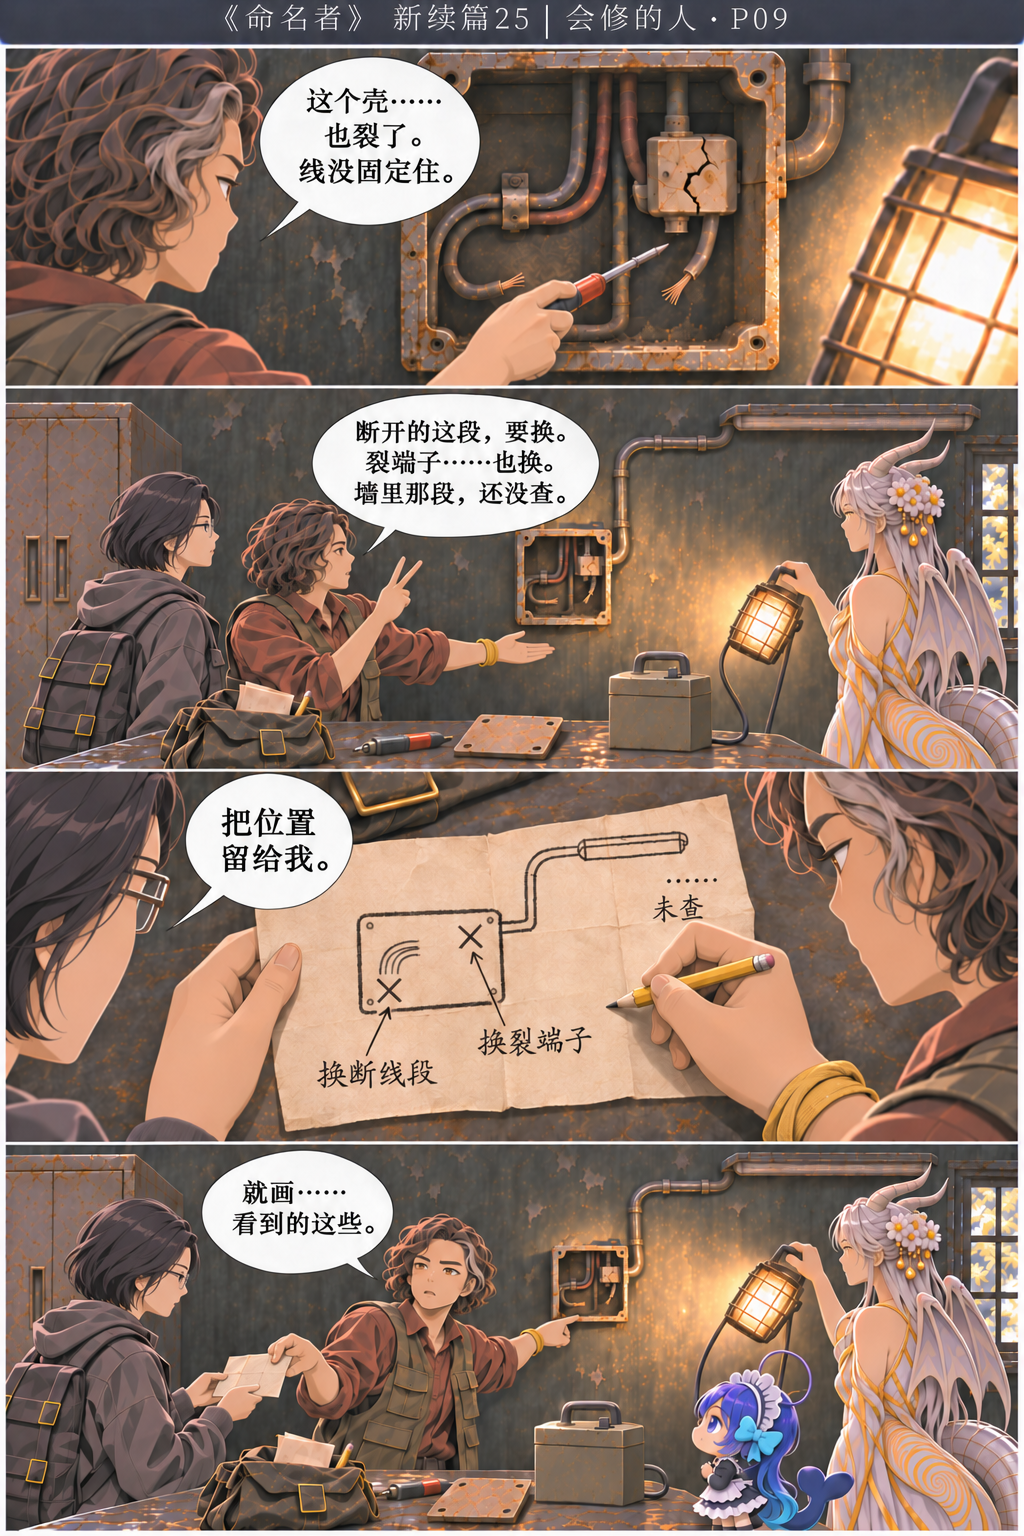 《命名者》 新续篇25 | 会修的人·P09
这个壳……
也裂了。
线没固定住。
断开的这段，要换。
裂端子……也换。
墙里那段，还没查。
把位置
留给我。
……
未查
换裂端子
换断线段
就画……
看到的这些。